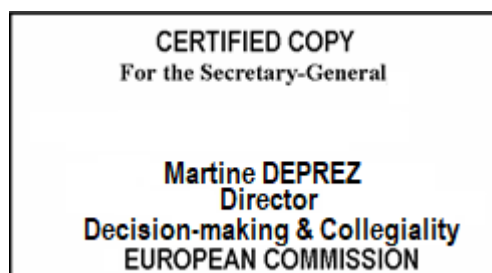 CERTIFIED COPY
For the Secretary-General
Martine DEPREZ
Director
Decision-making & Collegiality
EUROPEAN COMMISSION